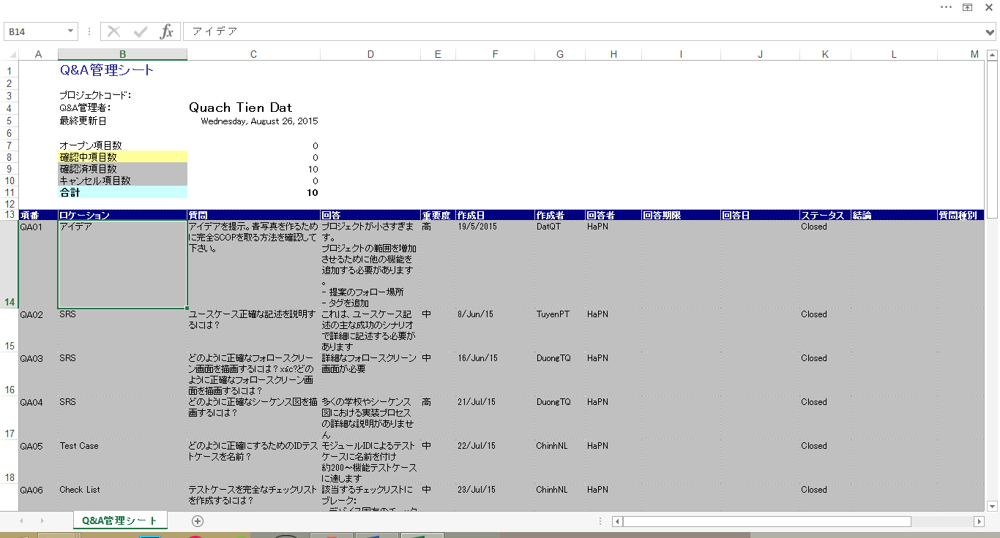 B14 fx アイデア
A B C D E F G H I J K L M
1 Q&A管理シート
2
3 プロジェクトコード:
4 Q&A管理者: Quach Tien Dat
5 最終更新日 Wednesday, August 26, 2015
6
7 オープン項目数 0
8 確認中項目数 0
9 確認済項目数 10
10 キャンセル項目数 0
11 合計 10
12
13 項番 ロケーション 質問 回答 重要度 作成日 作成者 回答者 回答期限 回答日 ステータス 結論 質問種別
QA01 アイデア アイデアを提示。青写真を作るため プロジェクトが小さすぎま 高 19/5/2015 DatQT HaPN Closed
に完全SCOPを取る方法を確認して す。
下さい。 プロジェクトの範囲を増加
させるために他の機能を
追加する必要があります
。
- 提案のフォロー場所
14 - タグを追加
QA02 SRS ユースケース正確な記述を説明す これは、ユースケース記 中 8/Jun/15 TuyenPT HaPN Closed
るには？ 述の主な成功のシナリオ
で詳細に記述する必要が
15 あります
QA03 SRS どのように正確なフォロースクリー 詳細なフォロースクリーン 中 16/Jun/15 DuongTQ HaPN Closed
ン画面を描画するには？xác?どの 画面が必要
ように正確なフォロースクリーン画
16 面を描画するには？
QA04 SRS どのように正確なシーケンス図を描 多くの学校やシーケンス 高 21/Jul/15 DuongTQ HaPN Closed
画するには？ 図における実装プロセス
の詳細な説明がありませ
17 ん
QA05 Test Case どのように正確にするためのIDテス モジュールIDによるテスト 中 22/Jul/15 ChinhNL HaPN Closed
トケースを名前？ ケースに名前を付け
約200～機能テストケース
18 に達します
QA06 Check List テストケースを完全なチェックリスト 該当するチェックリストに 中 23/Jul/15 ChinhNL HaPN Closed
を作成するには？ ブレーク:
Q&A管理シート